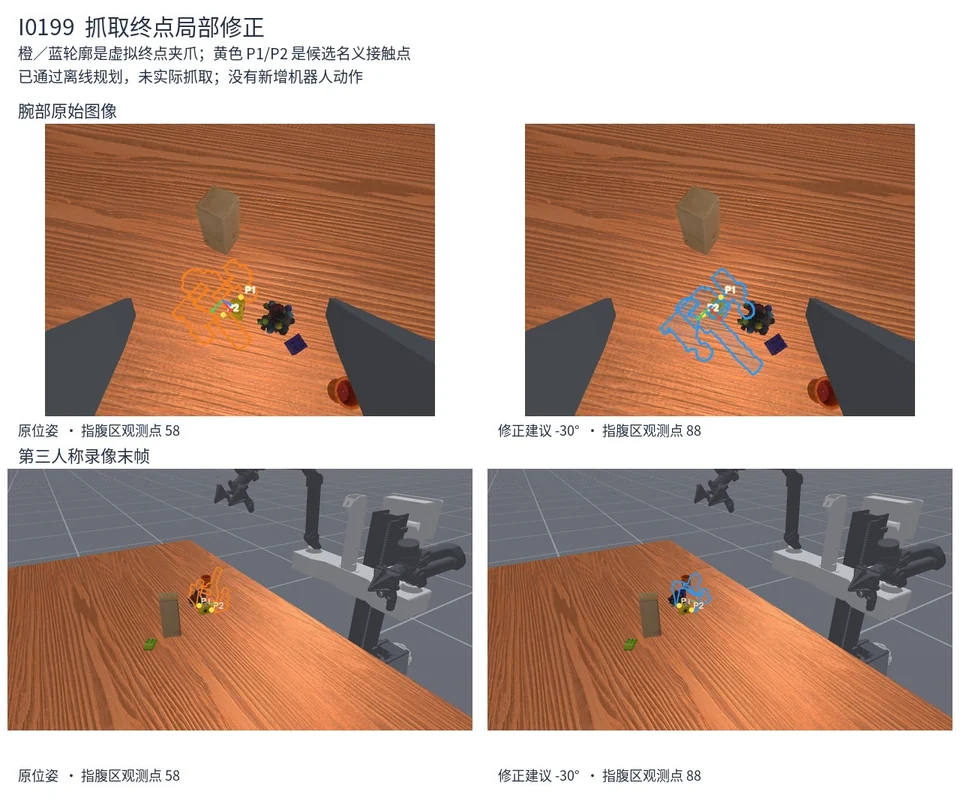 I0199 抓取终点局部修正
橙／蓝轮廓是虚拟终点夹爪；黄色 P1/P2 是候选名义接触点
已通过离线规划，未实际抓取；没有新增机器人动作
腕部原始图像
P1
P2
P1
P2
原位姿 · 指腹区观测点 58
修正建议 -30° · 指腹区观测点 88
第三人称录像末帧
P1
P2
P1
P2
原位姿 · 指腹区观测点 58
修正建议 -30° · 指腹区观测点 88